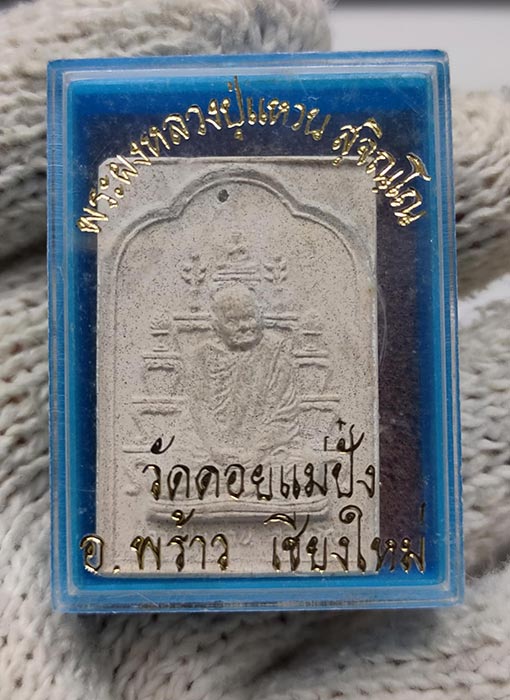 พระผงหลวงปู่แหวน สุจิณฺโณ
วัดดอยแม่ปั๋ง
อ.พร้าว เชียงใหม่